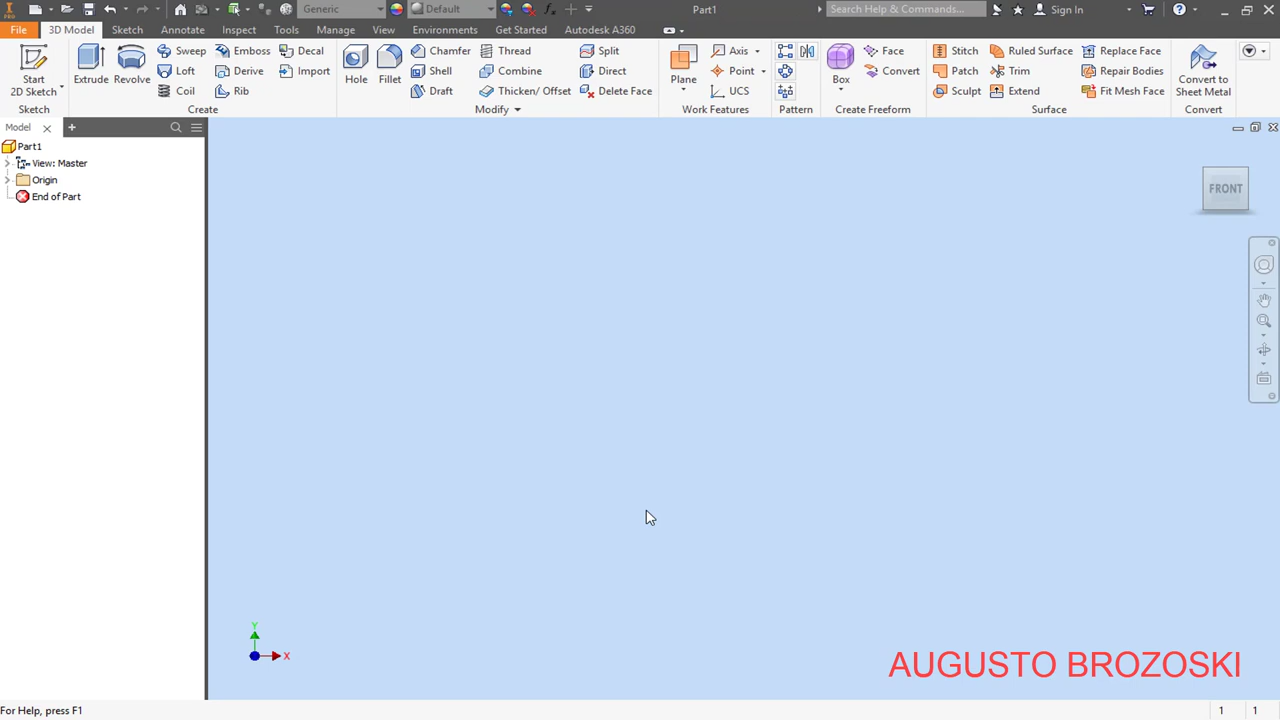 PRO
Generic
Default
Part1
Search Help & Commands...
Sign In
File
3D Model
Sketch
Annotate
Inspect
Tools
Manage
View
Environments
Get Started
Autodesk A360
Start
2D Sketch
Extrude
Revolve
Sweep
Loft
Coil
Emboss
Derive
Rib
Decal
Import
Hole
Fillet
Chamfer
Shell
Draft
Thread
Combine
Thicken/ Offset
Split
Direct
Delete Face
Plane
Axis
Point
UCS
Box
Face
Convert
Stitch
Patch
Sculpt
Ruled Surface
Trim
Extend
Replace Face
Repair Bodies
Fit Mesh Face
Convert to
Sheet Metal
Sketch
Create
Modify
Work Features
Pattern
Create Freeform
Surface
Convert
Model
Part1
View: Master
Origin
End of Part
FRONT
Y
X
AUGUSTO BROZOSKI
For Help, press F1
1
1